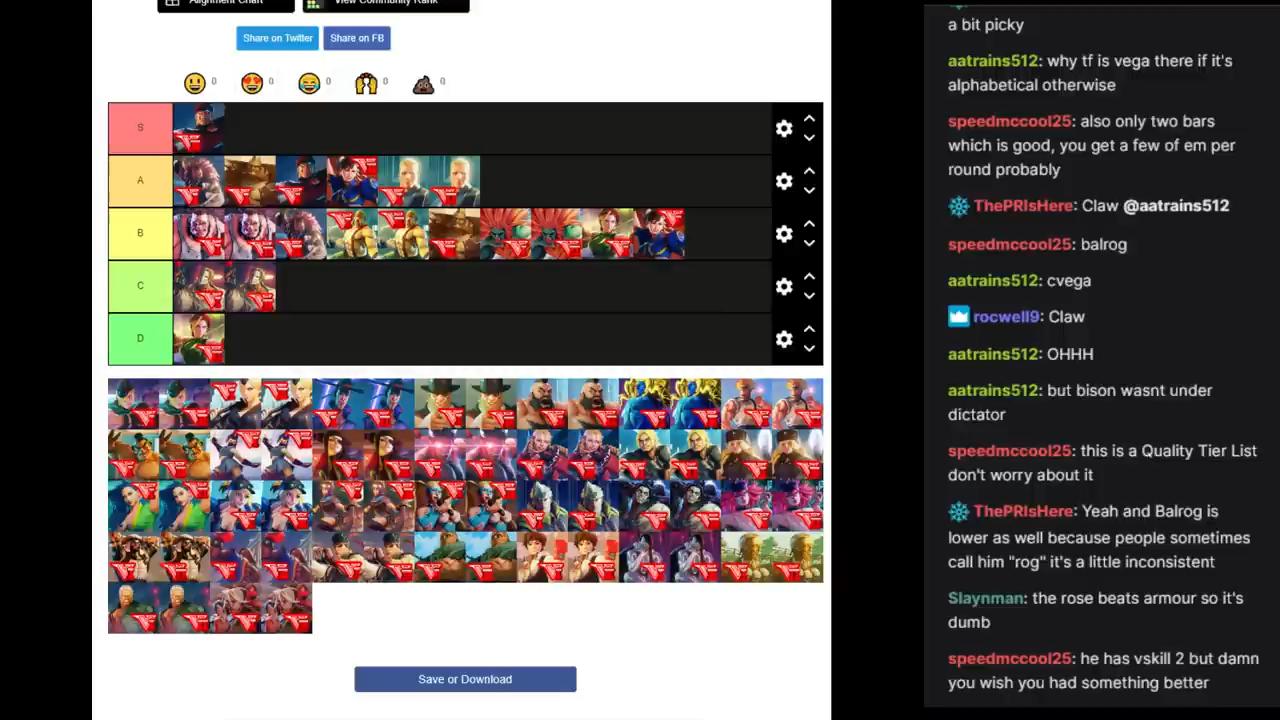 Alignment Chart
View Community Rank
Share on Twitter
Share on FB
0
0
0
0
0
S
A
B
C
D
Save or Download
a bit picky
aatrains512: why tf is vega there if it's
alphabetical otherwise
speedmccool25: also only two bars
which is good, you get a few of em per
round probably
ThePRIsHere: Claw @aatrains512
speedmccool25: balrog
aatrains512: cvega
rocwell9: Claw
aatrains512: OHHH
aatrains512: but bison wasnt under
dictator
speedmccool25: this is a Quality Tier List
don't worry about it
ThePRIsHere: Yeah and Balrog is
lower as well because people sometimes
call him "rog" it's a little inconsistent
Slaynman: the rose beats armour so it's
dumb
speedmccool25: he has vskill 2 but damn
you wish you had something better